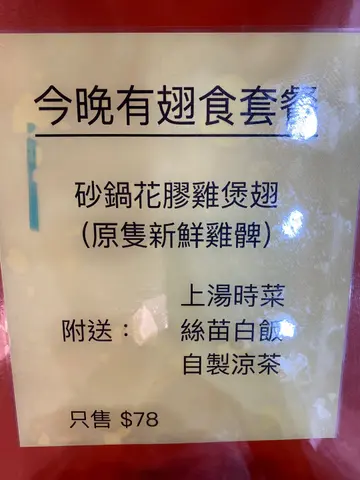 今晚有翅食套餐
砂鍋花膠雞煲翅
（原隻新鮮雞髀）
上湯時菜
附送： 絲苗白飯
自製涼茶
只售 $78